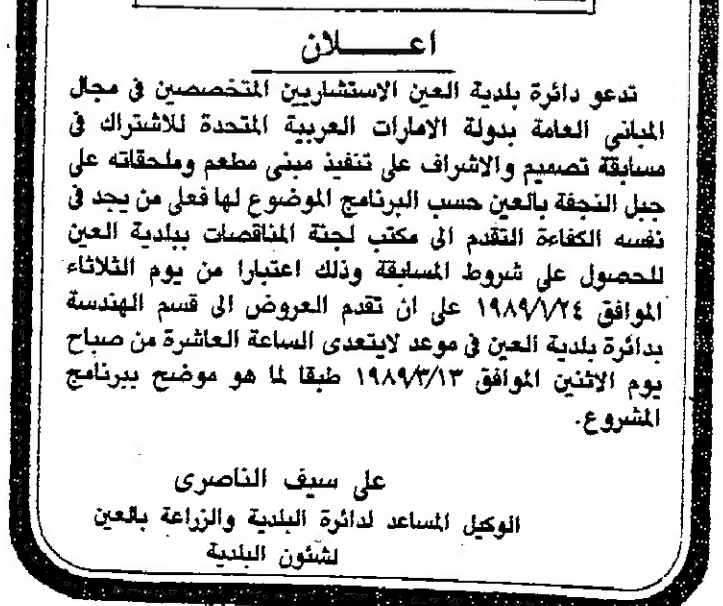 اعـــــلان
تدعو دائرة بلدية العين الاستشاريين المتخصصين في مجال
المباني العامة بدولة الامارات العربية المتحدة للاشتراك في
مسابقة تصميم والاشراف على تنفيذ مبنى مطعم وملحقاته على
جبل النجفة بالعين حسب البرنامج الموضوع لها فعلى من يجد في
نفسه الكفاءة التقدم الى مكتب لجنة المناقصات ببلدية العين
للحصول على شروط المسابقة وذلك اعتبارا من يوم الثلاثاء
الموافق ١٩٨٩/١/٢٤ على ان تقدم العروض الى قسم الهندسة
بدائرة بلدية العين في موعد لايتعدى الساعة العاشرة من صباح
يوم الاثنين الموافق ١٩٨٩/٣/١٣ طبقا لما هو موضح ببرنامج
المشروع.
على سيف الناصرى
الوكيل المساعد لدائرة البلدية والزراعة بالعين
لشئون البلدية